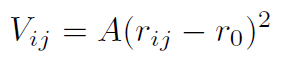 V_{ij} = A(r_{ij} − r_0)^2